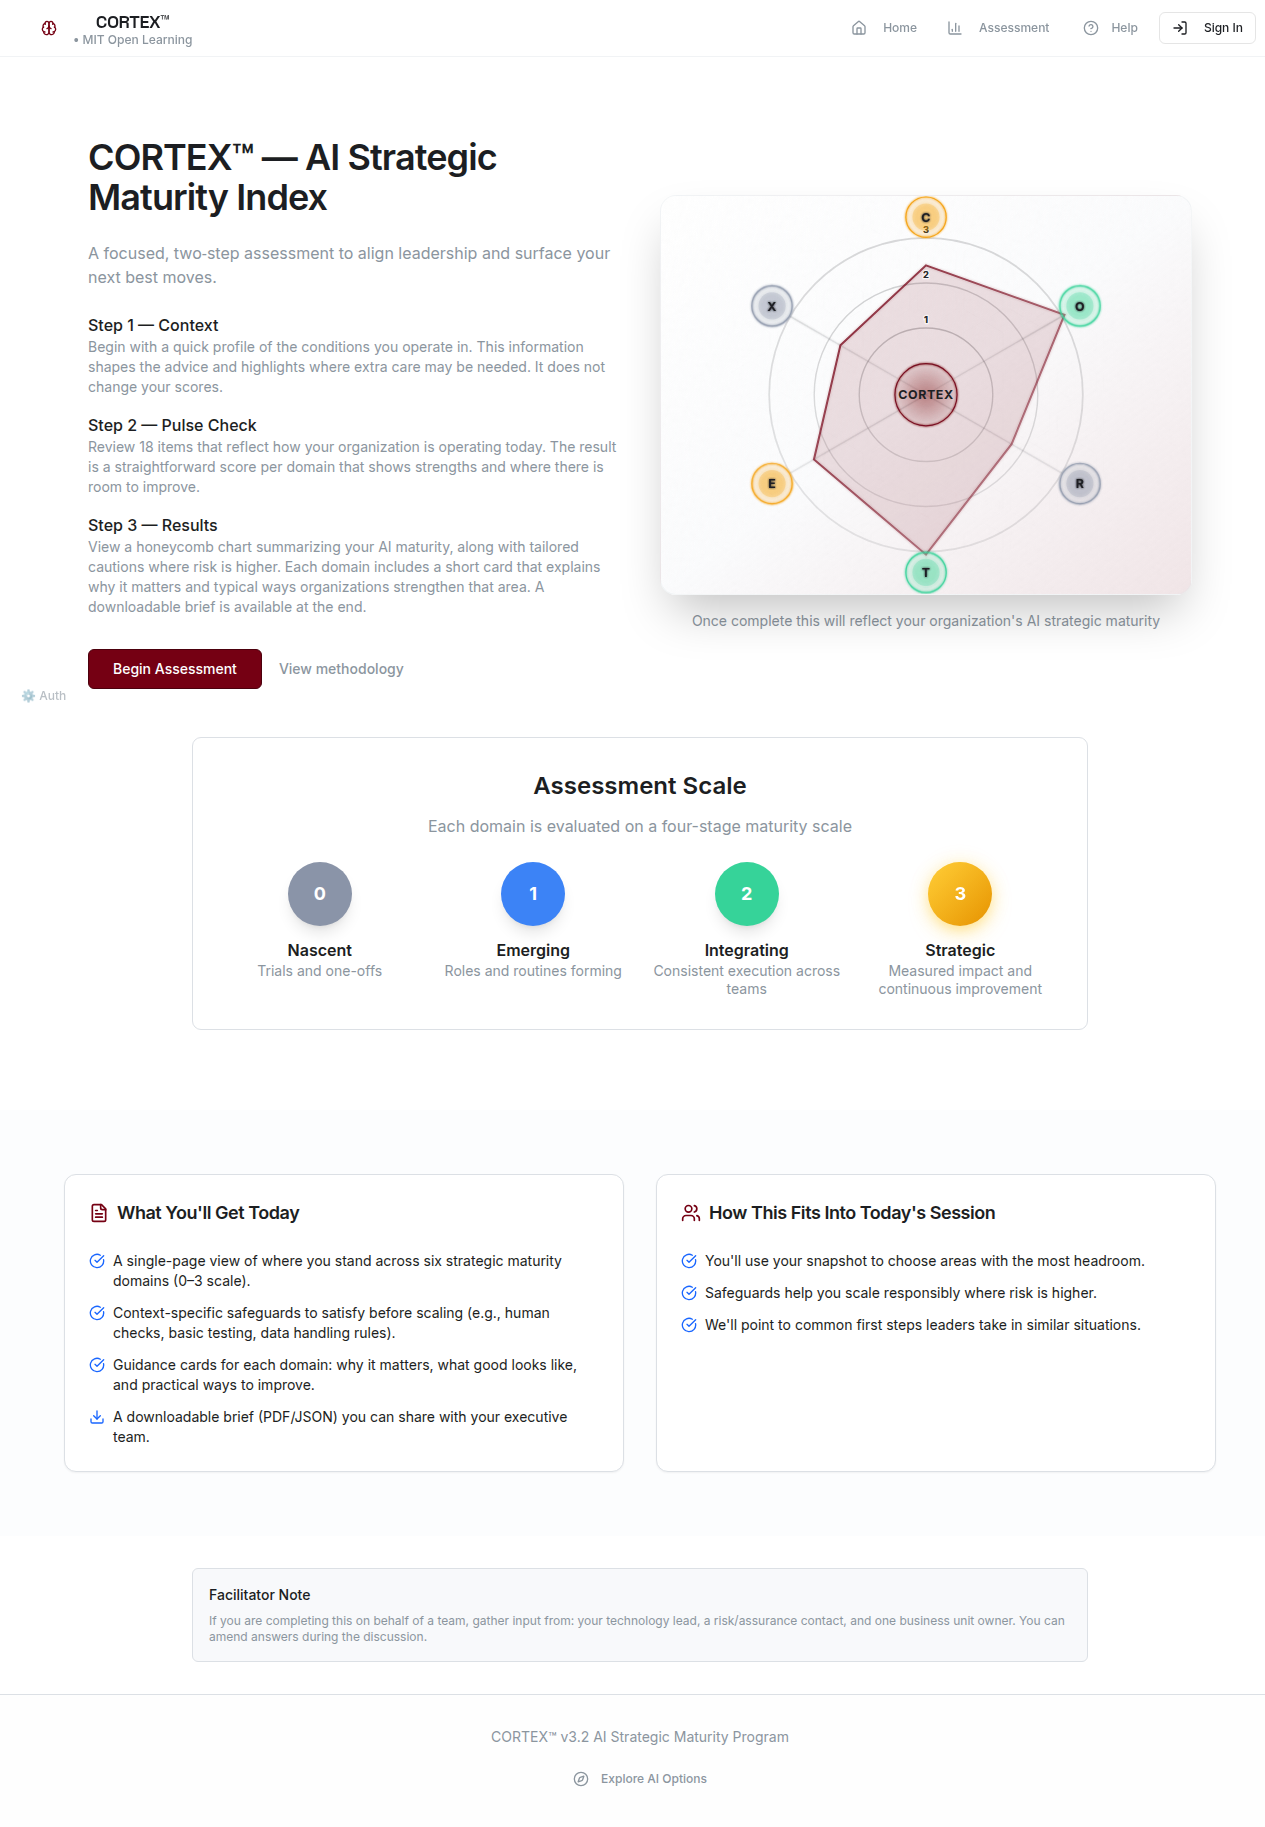 CORTEX™
• MIT Open Learning
Home
Assessment
Help
Sign In
CORTEX™ — AI Strategic
Maturity Index
A focused, two-step assessment to align leadership and surface your
next best moves.
Step 1 — Context
Begin with a quick profile of the conditions you operate in. This information
shapes the advice and highlights where extra care may be needed. It does not
change your scores.
Step 2 — Pulse Check
Review 18 items that reflect how your organization is operating today. The result
is a straightforward score per domain that shows strengths and where there is
room to improve.
Step 3 — Results
View a honeycomb chart summarizing your AI maturity, along with tailored
cautions where risk is higher. Each domain includes a short card that explains
why it matters and typical ways organizations strengthen that area. A
downloadable brief is available at the end.
Begin Assessment
View methodology
⚙️ Auth
C
3
2
1
X
O
CORTEX
E
R
T
Once complete this will reflect your organization's AI strategic maturity
Assessment Scale
Each domain is evaluated on a four-stage maturity scale
0
Nascent
Trials and one-offs
1
Emerging
Roles and routines forming
2
Integrating
Consistent execution across
teams
3
Strategic
Measured impact and
continuous improvement
What You'll Get Today
A single-page view of where you stand across six strategic maturity
domains (0–3 scale).
Context-specific safeguards to satisfy before scaling (e.g., human
checks, basic testing, data handling rules).
Guidance cards for each domain: why it matters, what good looks like,
and practical ways to improve.
A downloadable brief (PDF/JSON) you can share with your executive
team.
How This Fits Into Today's Session
You'll use your snapshot to choose areas with the most headroom.
Safeguards help you scale responsibly where risk is higher.
We'll point to common first steps leaders take in similar situations.
Facilitator Note
If you are completing this on behalf of a team, gather input from: your technology lead, a risk/assurance contact, and one business unit owner. You can
amend answers during the discussion.
CORTEX™ v3.2 AI Strategic Maturity Program
Explore AI Options